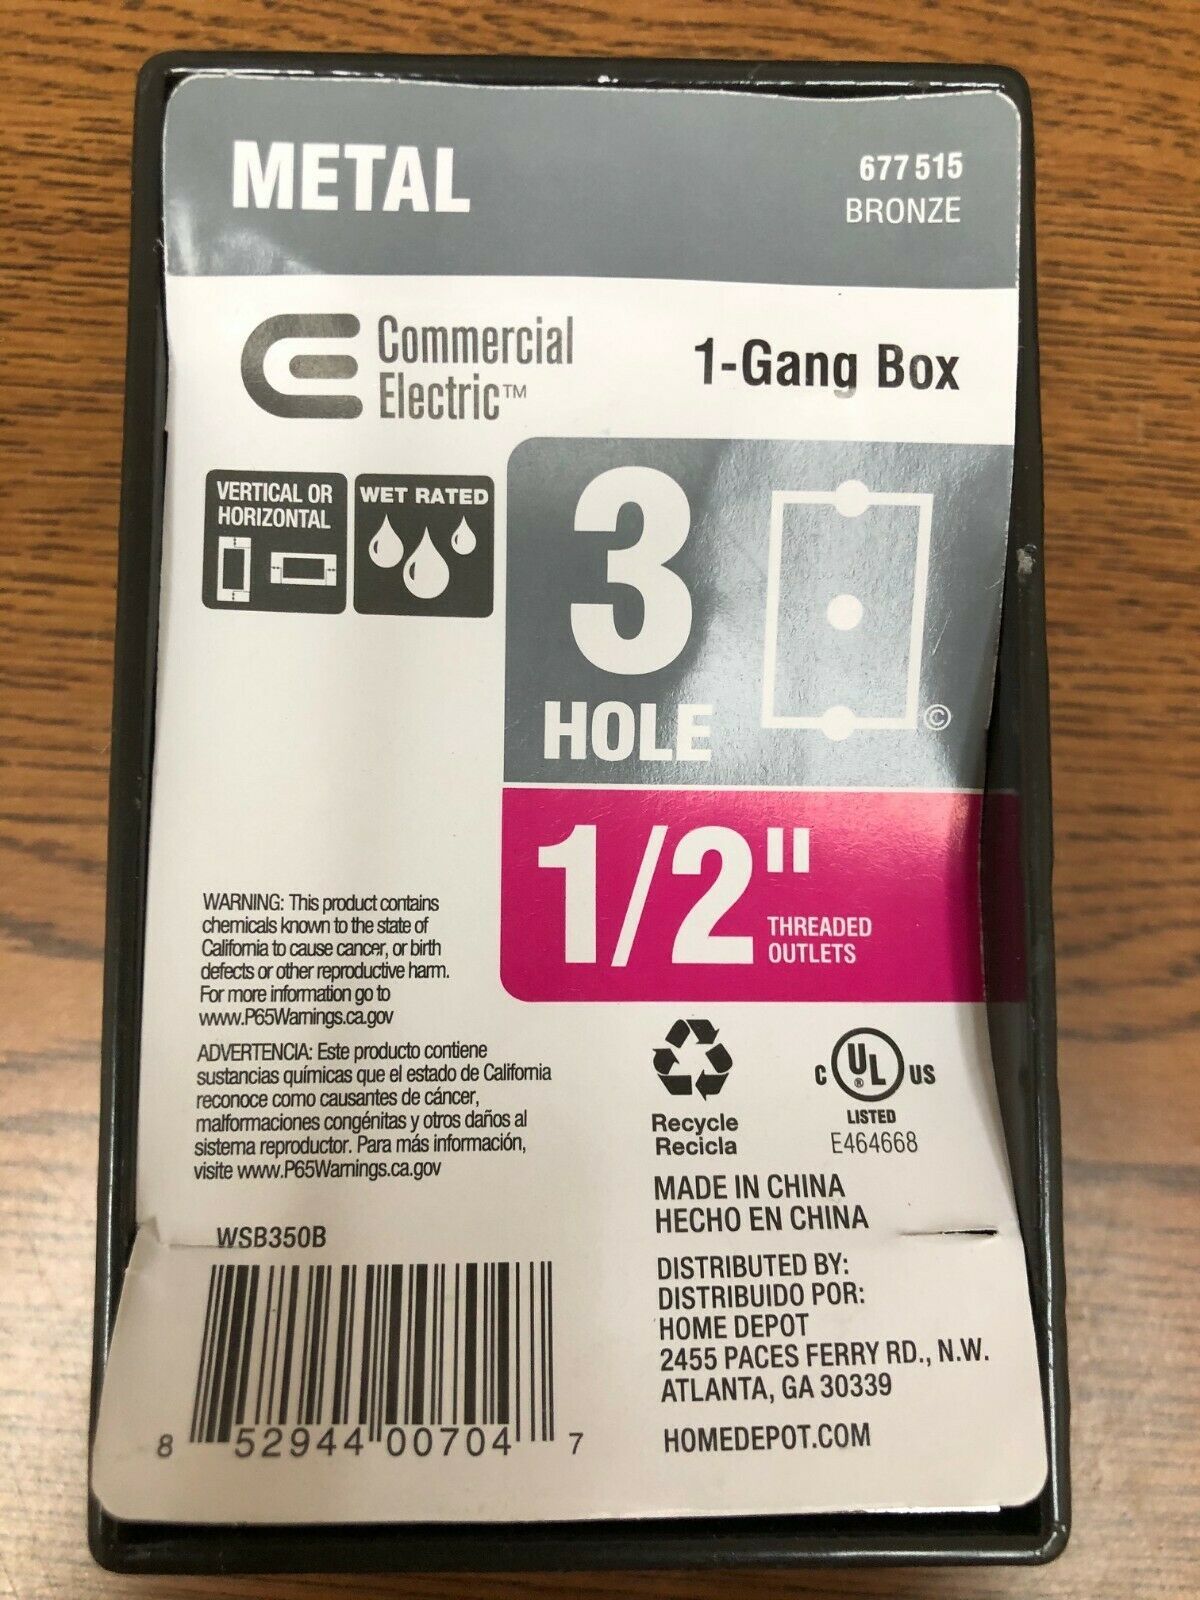 METAL
677 515
BRONZE
CE Commercial
Electric™
1-Gang Box
VERTICAL OR
HORIZONTAL
WET RATED
3
HOLE
©
1/2"
THREADED
OUTLETS
WARNING: This product contains
chemicals known to the state of
California to cause cancer, or birth
defects or other reproductive harm.
For more information go to
www.P65Warnings.ca.gov
ADVERTENCIA: Este producto contiene
sustancias químicas que el estado de California
reconoce como causantes de cáncer,
malformaciones congénitas y otros daños al
sistema reproductor. Para más información,
visite www.P65Warnings.ca.gov
Recycle
Recicla
C UL® US
LISTED
E464668
MADE IN CHINA
HECHO EN CHINA
WSB350B
8 52944 00704 7
DISTRIBUTED BY:
DISTRIBUIDO POR:
HOME DEPOT
2455 PACES FERRY RD., N.W.
ATLANTA, GA 30339
HOMEDEPOT.COM